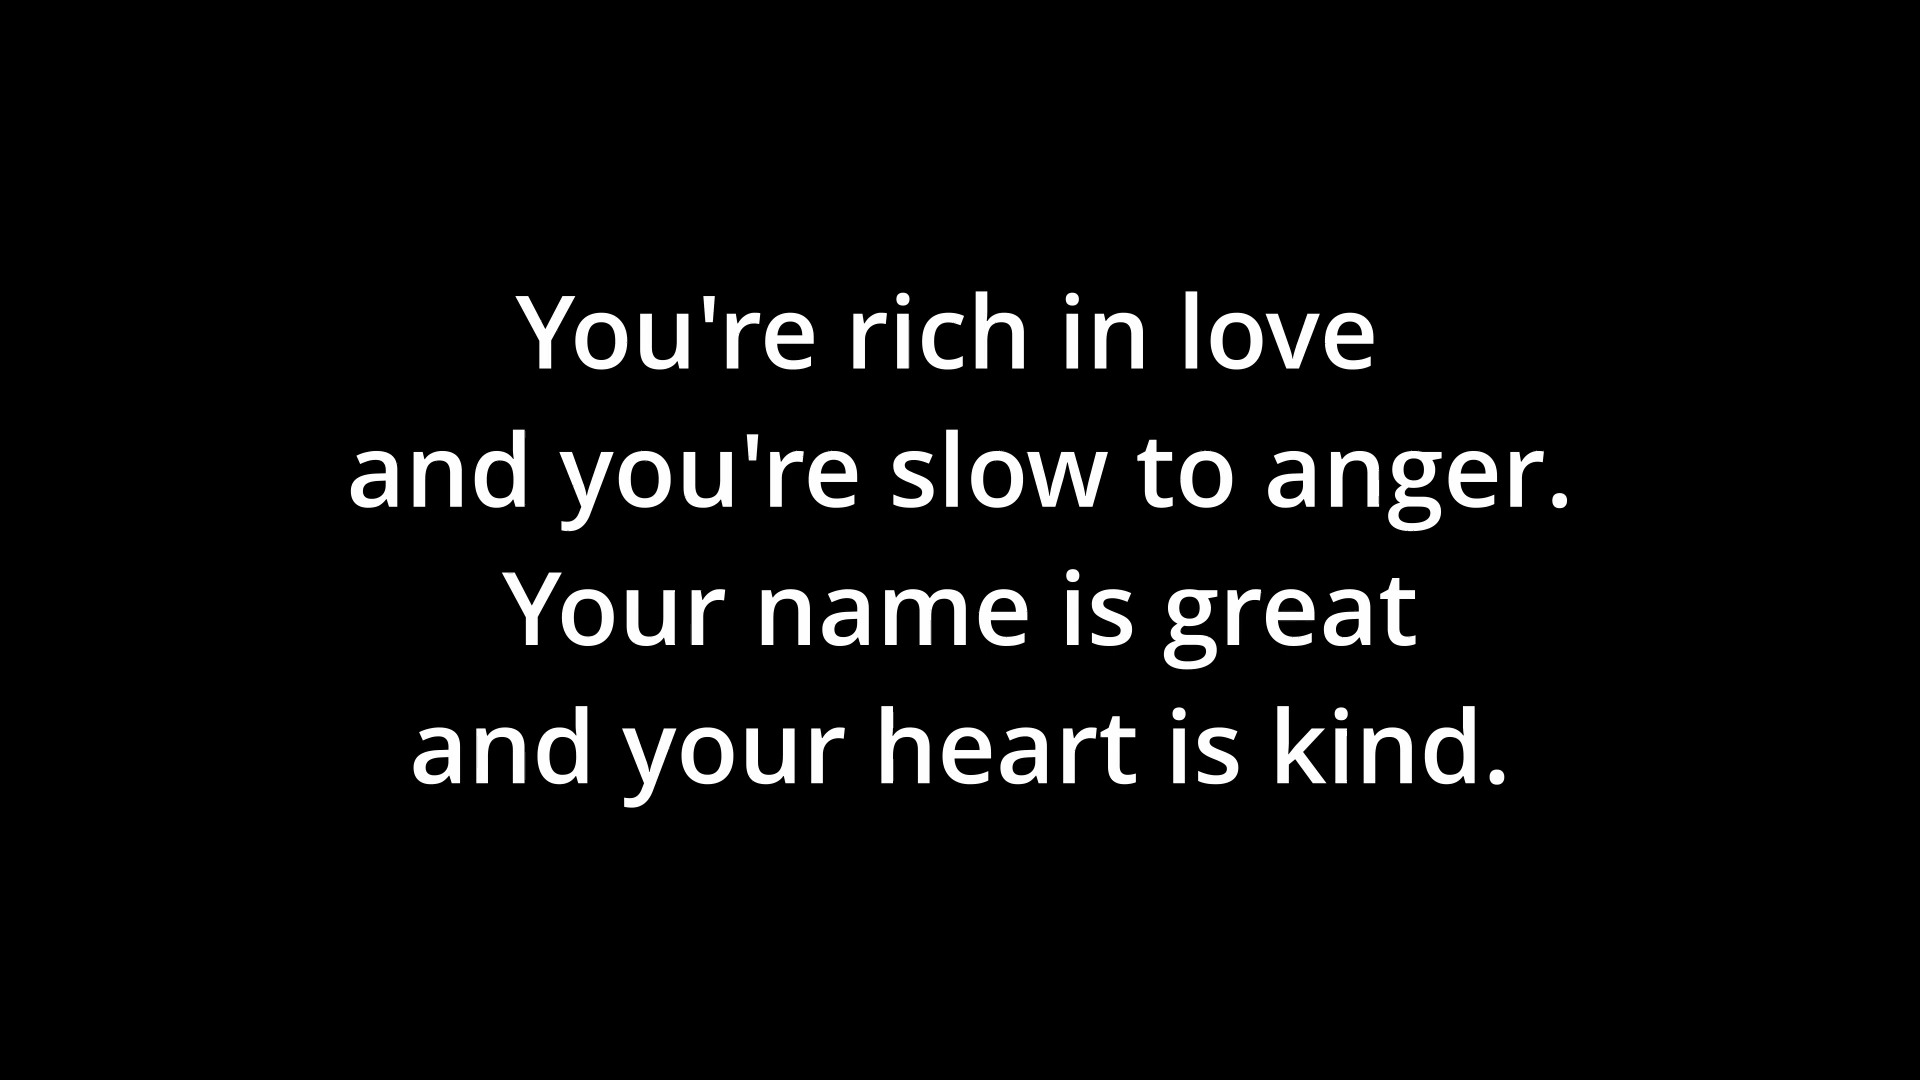 You're rich in love
and you're slow to anger.
Your name is great
and your heart is kind.